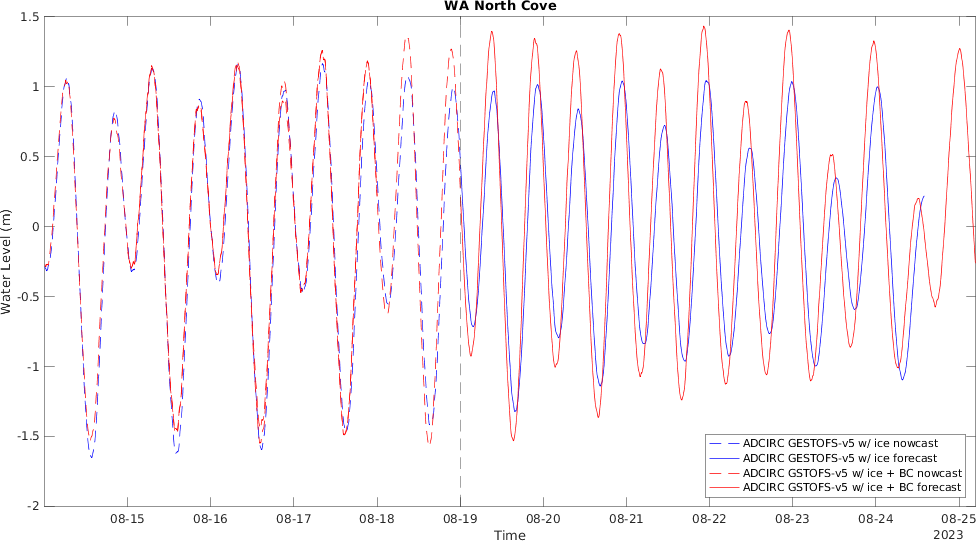 WA North Cove
1.5
1
0.5
0
-0.5
-1
-1.5
-2
Water Level (m)
08-15
08-16
08-17
08-18
08-19
08-20
08-21
08-22
08-23
08-24
08-25
Time
2023
ADCIRC GESTOFS-v5 w/ ice nowcast
ADCIRC GESTOFS-v5 w/ ice forecast
ADCIRC GSTOFS-v5 w/ ice + BC nowcast
ADCIRC GSTOFS-v5 w/ ice + BC forecast